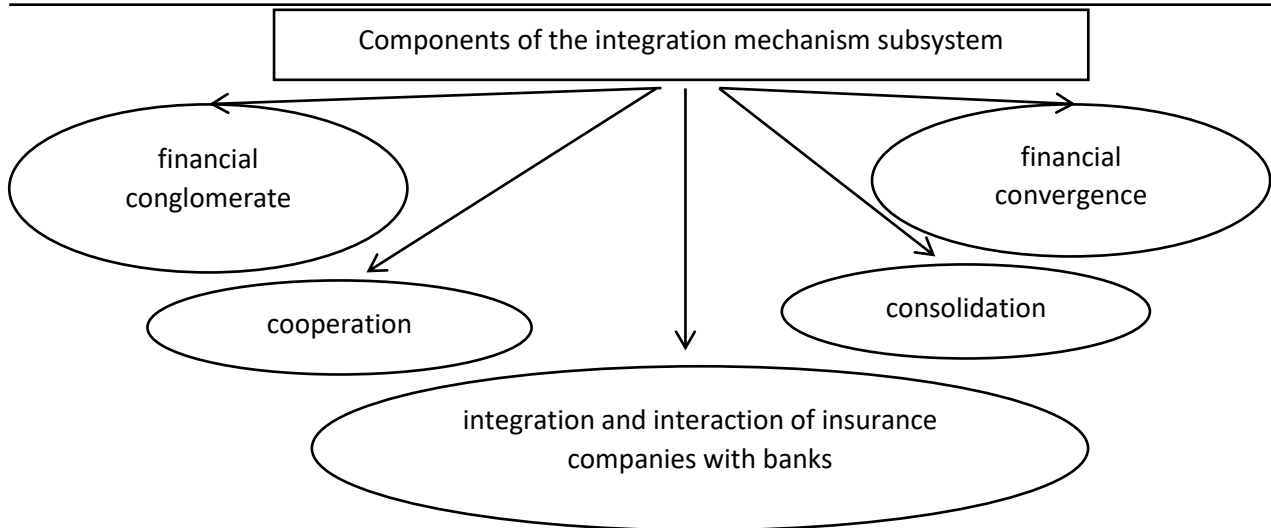 Components of the integration mechanism subsystem
financial
conglomerate
financial
convergence
cooperation
consolidation
integration and interaction of insurance
companies with banks